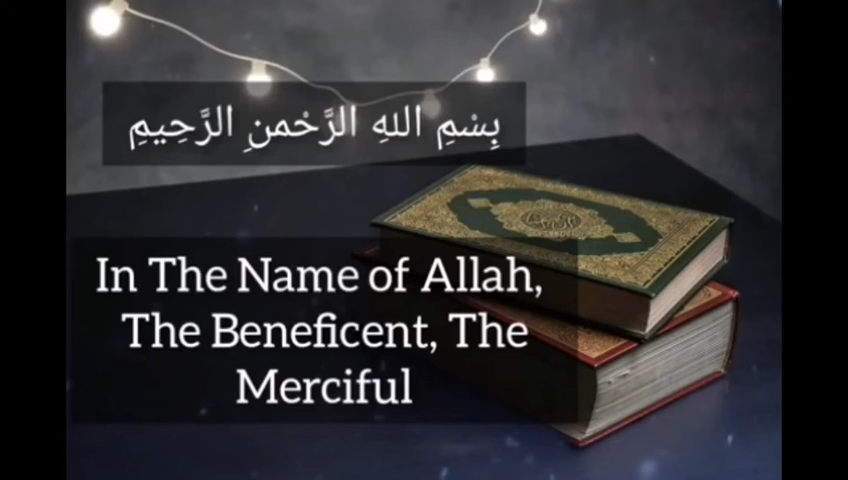 بِسْمِ اللهِ الرَّحْمنِ الرَّحِيمِ
In The Name of Allah,
The Beneficent, The
Merciful